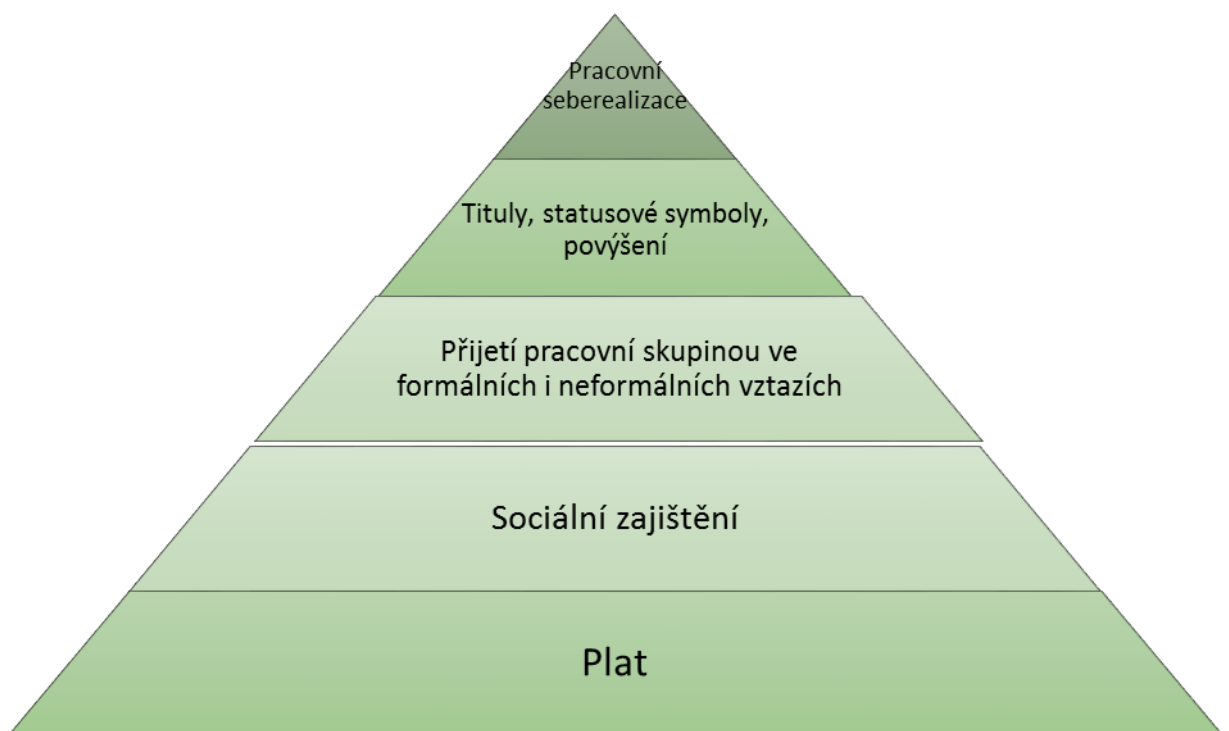 Pracovní
seberealizace
Tituly, statusové symboly,
povýšení
Přijetí pracovní skupinou ve
formálních i neformálních vztazích
Sociální zajištění
Plat